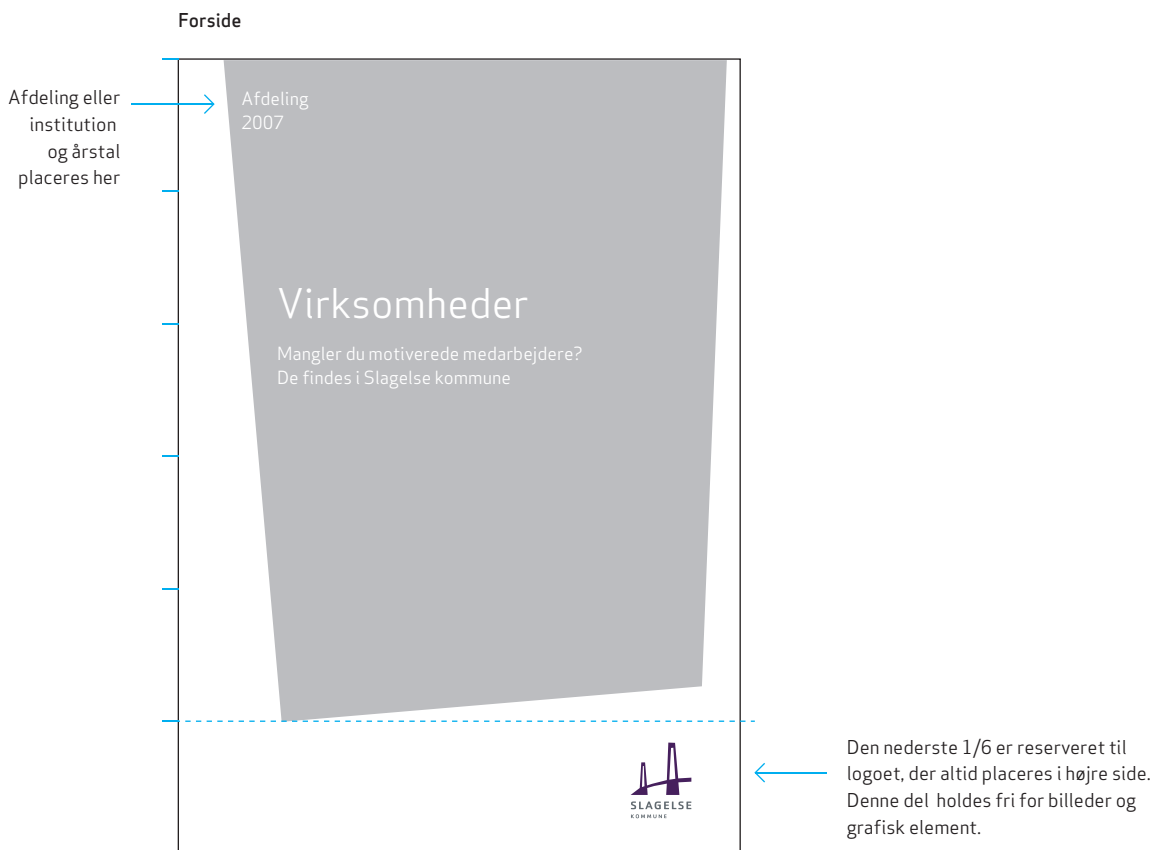 Forside
Afdeling eller
institution
og årstal
placeres her
Afdeling
2007
Virksomheder
Mangler du motiverede medarbejdere?
De findes i Slagelse kommune
SLAGELSE
KOMMUNE
Den nederste 1/6 er reserveret til
logoet, der altid placeres i højre side.
Denne del holdes fri for billeder og
grafisk element.